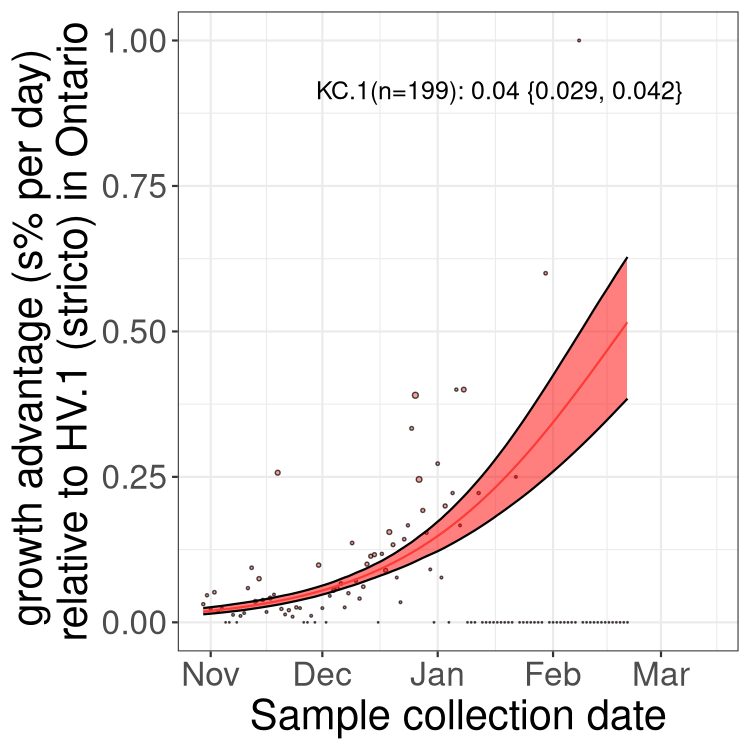 growth advantage (s% per day)
relative to HV.1 (stricto) in Ontario
1.00
0.75
0.50
0.25
0.00
KC.1(n=199): 0.04 {0.029, 0.042}
Nov Dec Jan Feb Mar
Sample collection date